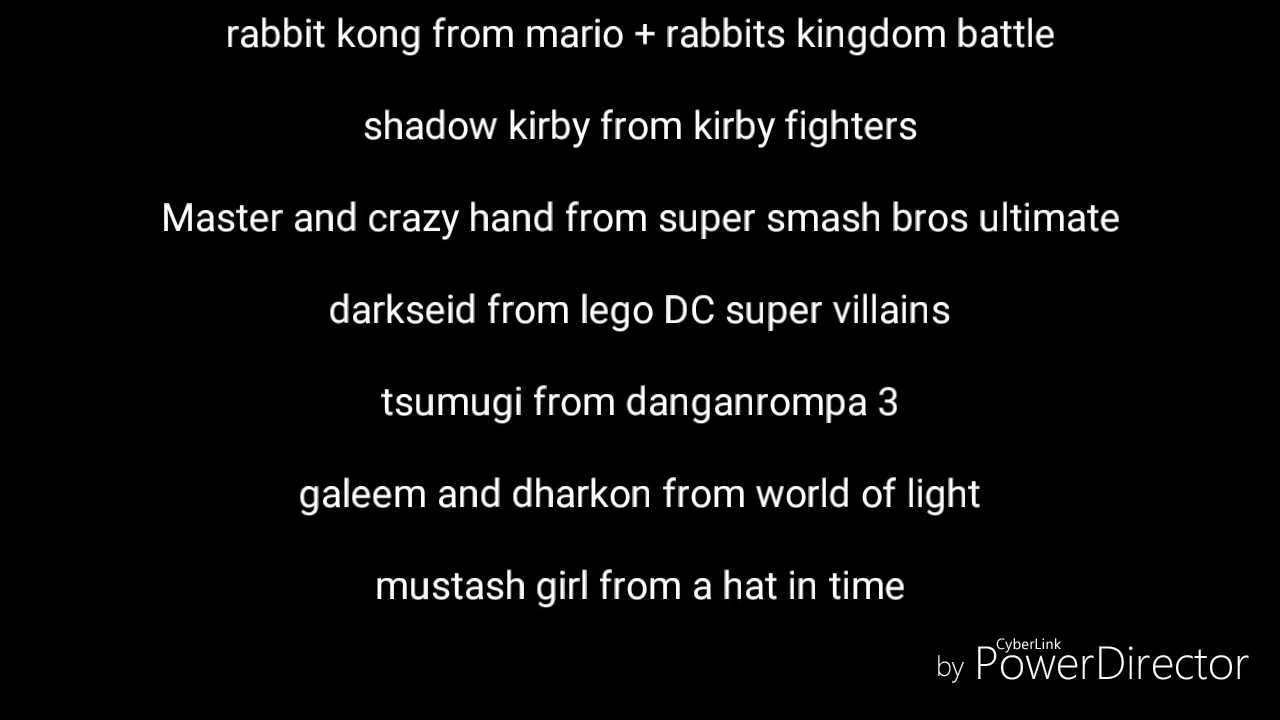 rabbit kong from mario + rabbits kingdom battle
shadow kirby from kirby fighters
Master and crazy hand from super smash bros ultimate
darkseid from lego DC super villains
tsumugi from danganrompa 3
galeem and dharkon from world of light
mustash girl from a hat in time
CyberLink
by PowerDirector